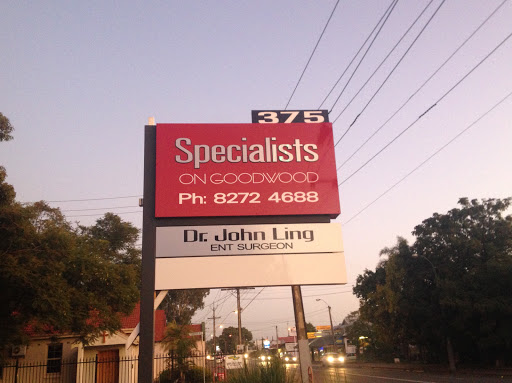 375
Specialists
ON GOODWOOD
Ph: 8272 4688
Dr. John Ling
ENT SURGEON